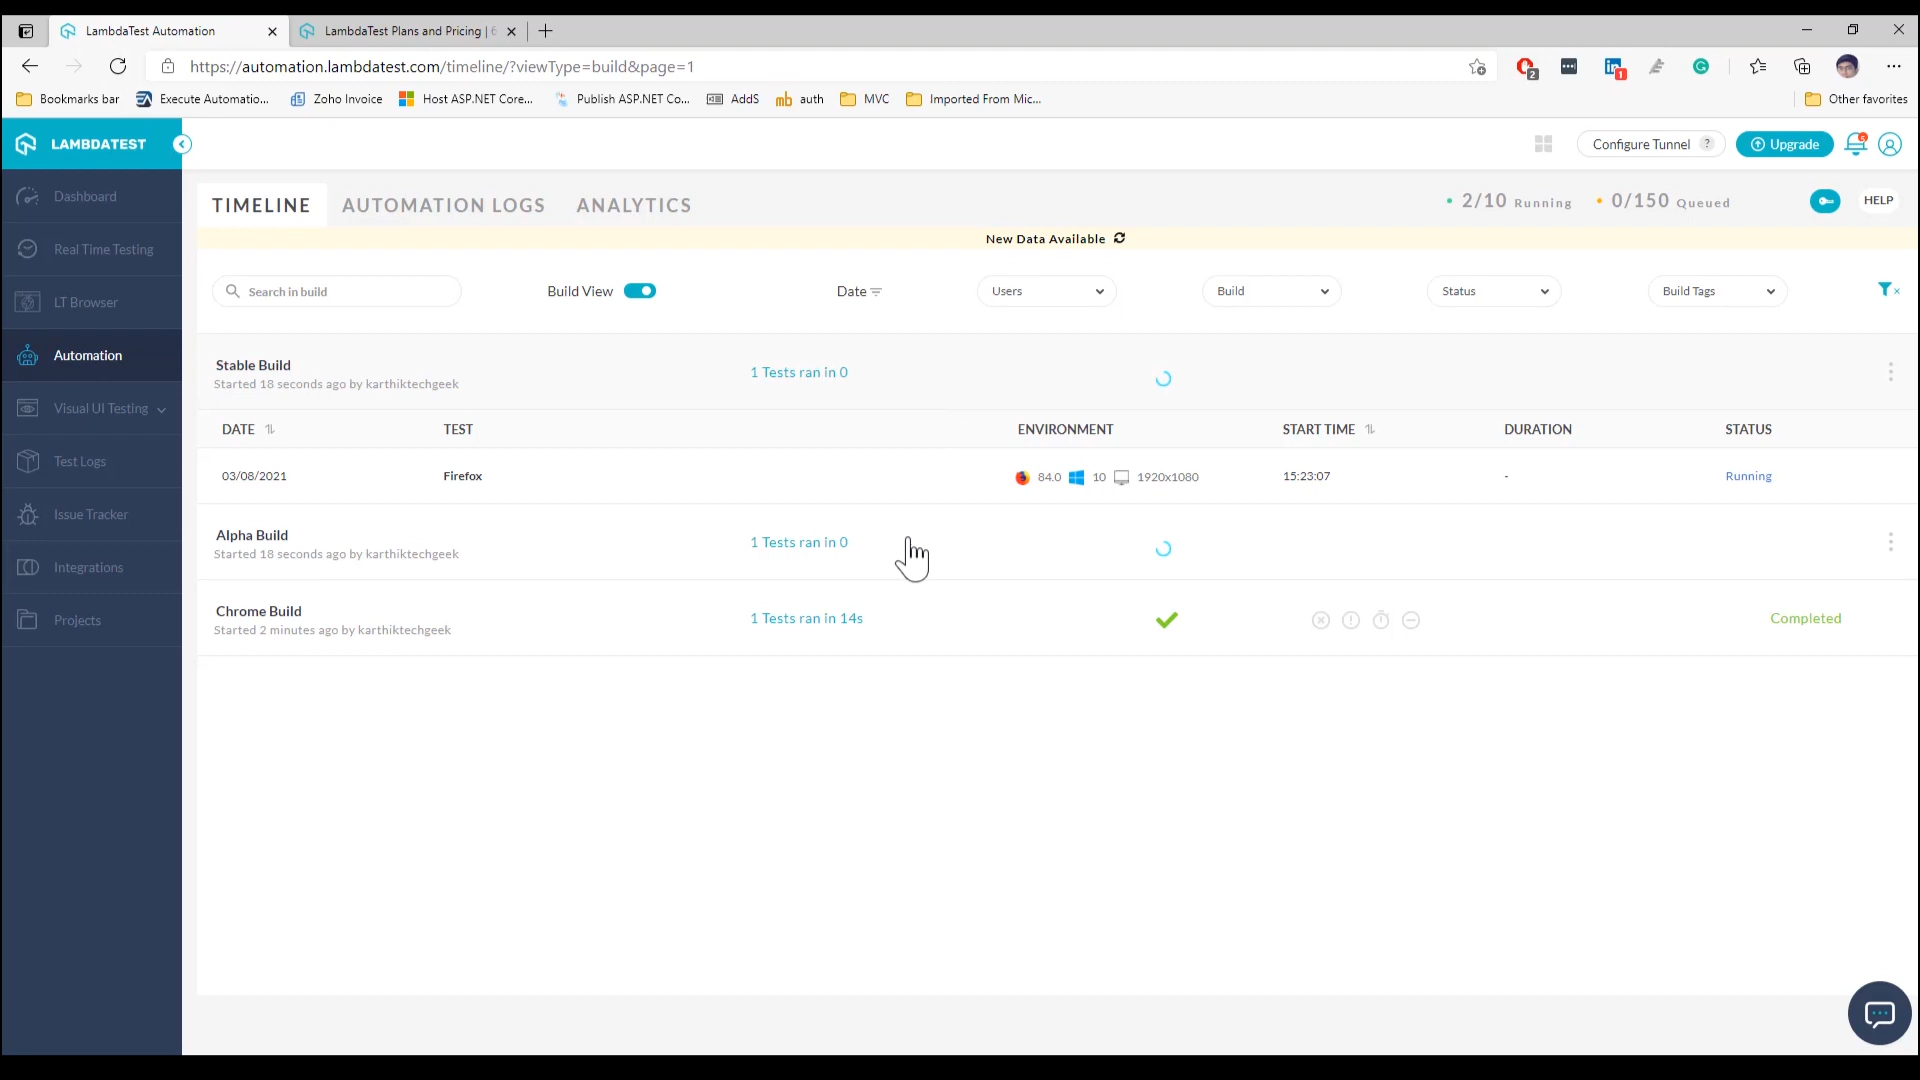 LambdaTest Automation
LambdaTest Plans and Pricing | 6
https://automation.lambdatest.com/timeline/?viewType=build&page=1
2
1
Bookmarks bar
Execute Automatio...
Zoho Invoice
Host ASP.NET Core...
Publish ASP.NET Co...
AddS
auth
MVC
Imported From Mic...
Other favorites
LAMBDATEST
Configure Tunnel ?
Upgrade
5
Dashboard
Real Time Testing
LT Browser
Automation
Visual UI Testing
Test Logs
Issue Tracker
Integrations
Projects
TIMELINE
AUTOMATION LOGS
ANALYTICS
2/10 Running
0/150 Queued
HELP
New Data Available
Search in build
Build View
Date
Users
Build
Status
Build Tags
Stable Build
Started 18 seconds ago by karthiktechgeek
1 Tests ran in 0
DATE TEST ENVIRONMENT START TIME DURATION STATUS
03/08/2021 Firefox 84.0 10 1920x1080 15:23:07 - Running
Alpha Build
Started 18 seconds ago by karthiktechgeek
1 Tests ran in 0
Chrome Build
Started 2 minutes ago by karthiktechgeek
1 Tests ran in 14s
Completed